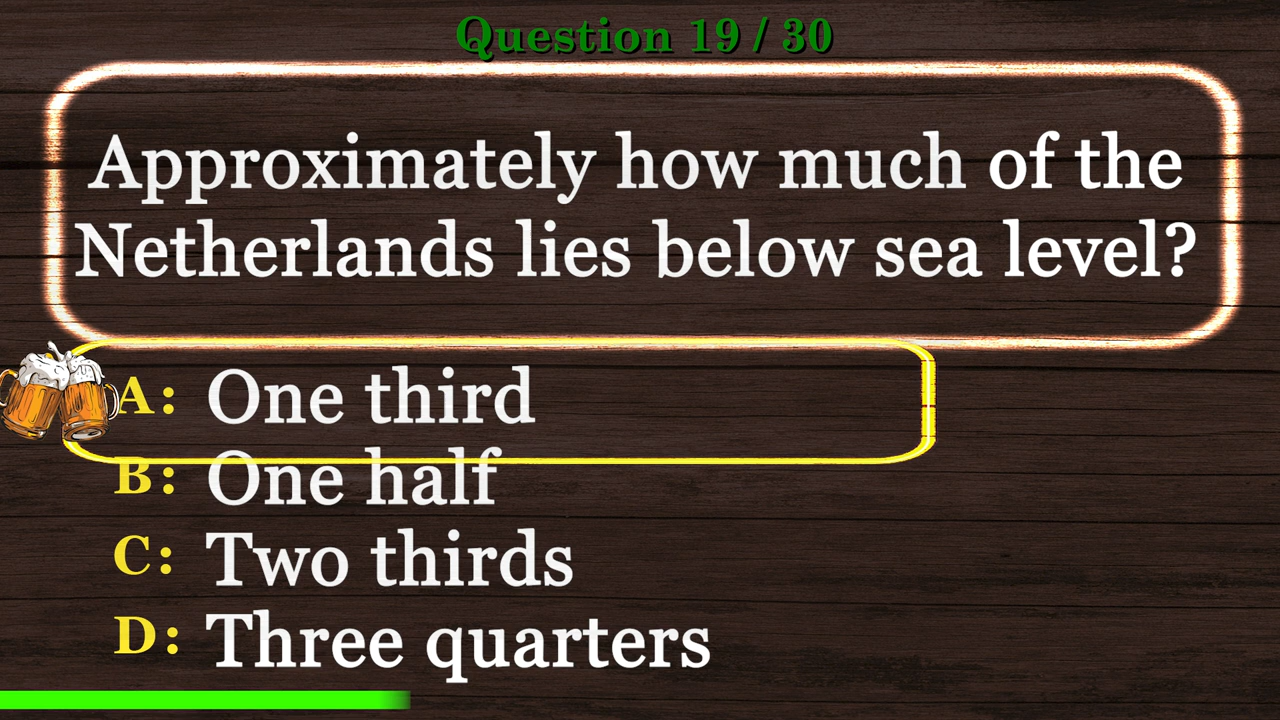 Question 19 / 30
Approximately how much of the
Netherlands lies below sea level?
A: One third
B: One half
C: Two thirds
D: Three quarters